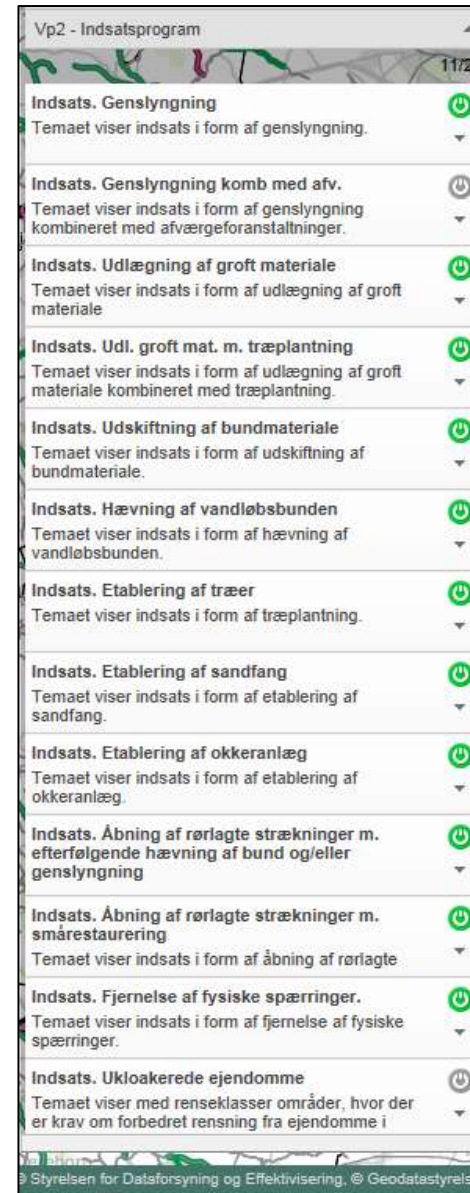 Vp2 - Indsatsprogram
11/2
Indsats. Genslyngning
Temaet viser indsats i form af genslyngning.
Indsats. Genslyngning komb med afv.
Temaet viser indsats i form af genslyngning
kombineret med afværgeforanstaltninger.
Indsats. Udlægning af groft materiale
Temaet viser indsats i form af udlægning af groft
materiale
Indsats. Udl. groft mat. m. træplantning
Temaet viser indsats i form af udlægning af groft
materiale kombineret med træplantning.
Indsats. Udskiftning af bundmateriale
Temaet viser indsats i form af udskiftning af
bundmateriale.
Indsats. Hævning af vandløbsbunden
Temaet viser indsats i form af hævning af
vandløbsbunden.
Indsats. Etablering af træer
Temaet viser indsats i form af træplantning.
Indsats. Etablering af sandfang
Temaet viser indsats i form af etablering af
sandfang.
Indsats. Etablering af okkeranlæg
Temaet viser indsats i form af etablering af
okkeranlæg.
Indsats. Åbning af rørlagte strækninger m.
efterfølgende hævning af bund og/eller
genslyngning
Indsats. Åbning af rørlagte strækninger m.
smårestaurering
Temaet viser indsats i form af åbning af rørlagte
Indsats. Fjernelse af fysiske spærringer.
Temaet viser indsats i form af fjernelse af fysiske
spærringer.
Indsats. Ukloakerede ejendomme
Temaet viser med renseklasser områder, hvor der
er krav om forbedret rensning fra ejendomme i
© Styrelsen for Dataforsyning og Effektivisering, © Geodatastyrels